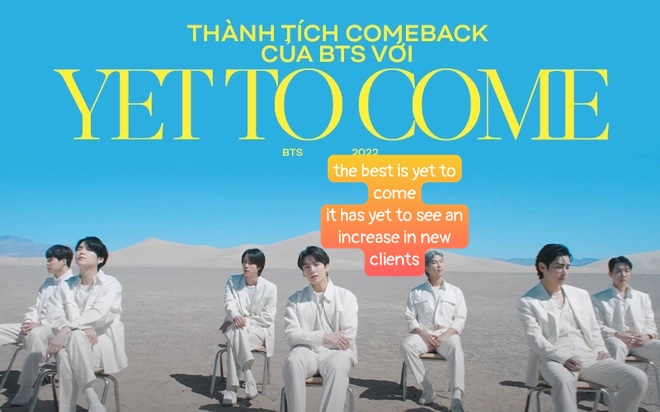 THÀNH TÍCH COMEBACK
CỦA BTS VỚI
YET TO COME
BTS 2022
the best is yet to
come
it has yet to see an
increase in new
clients